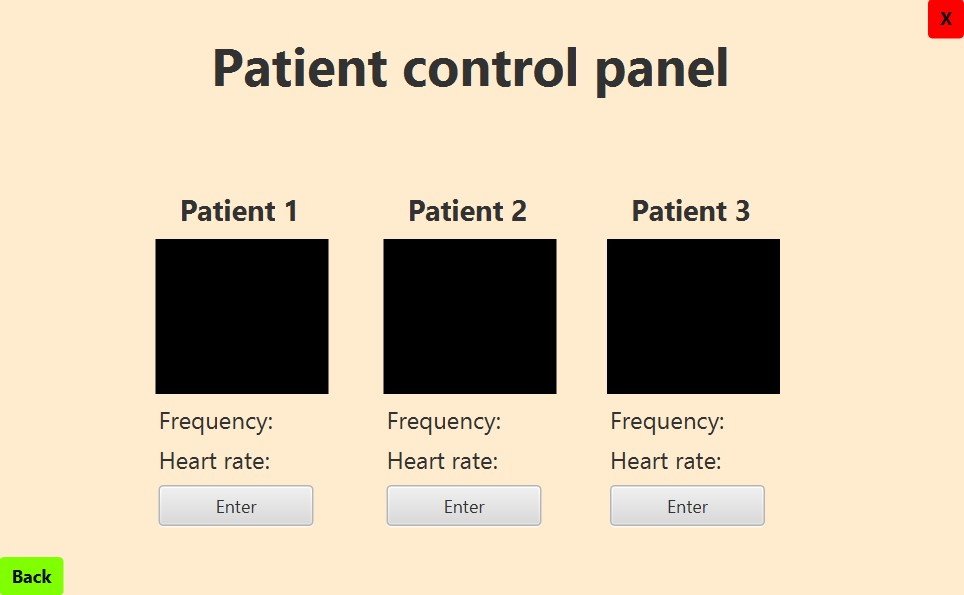 X
Patient control panel
Patient 1 Patient 2 Patient 3
Frequency: Frequency: Frequency:
Heart rate: Heart rate: Heart rate:
Enter Enter Enter
Back